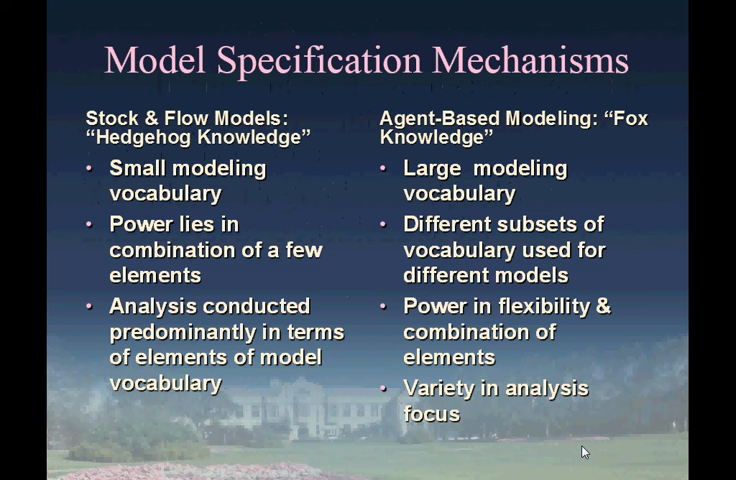 Model Specification Mechanisms
Stock & Flow Models:
“Hedgehog Knowledge”
• Small modeling
vocabulary
• Power lies in
combination of a few
elements
• Analysis conducted
predominantly in terms
of elements of model
vocabulary
Agent-Based Modeling: “Fox
Knowledge”
• Large modeling
vocabulary
• Different subsets of
vocabulary used for
different models
• Power in flexibility &
combination of
elements
• Variety in analysis
focus